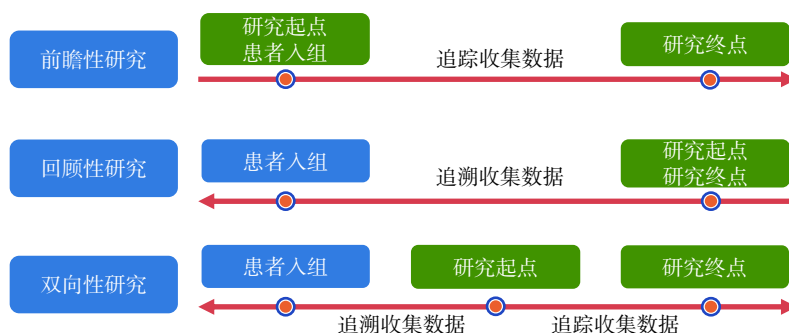 前瞻性研究
研究起点
患者入组
追踪收集数据
研究终点
回顾性研究
患者入组
追溯收集数据
研究起点
研究终点
双向性研究
患者入组
研究起点
研究终点
追溯收集数据
追踪收集数据